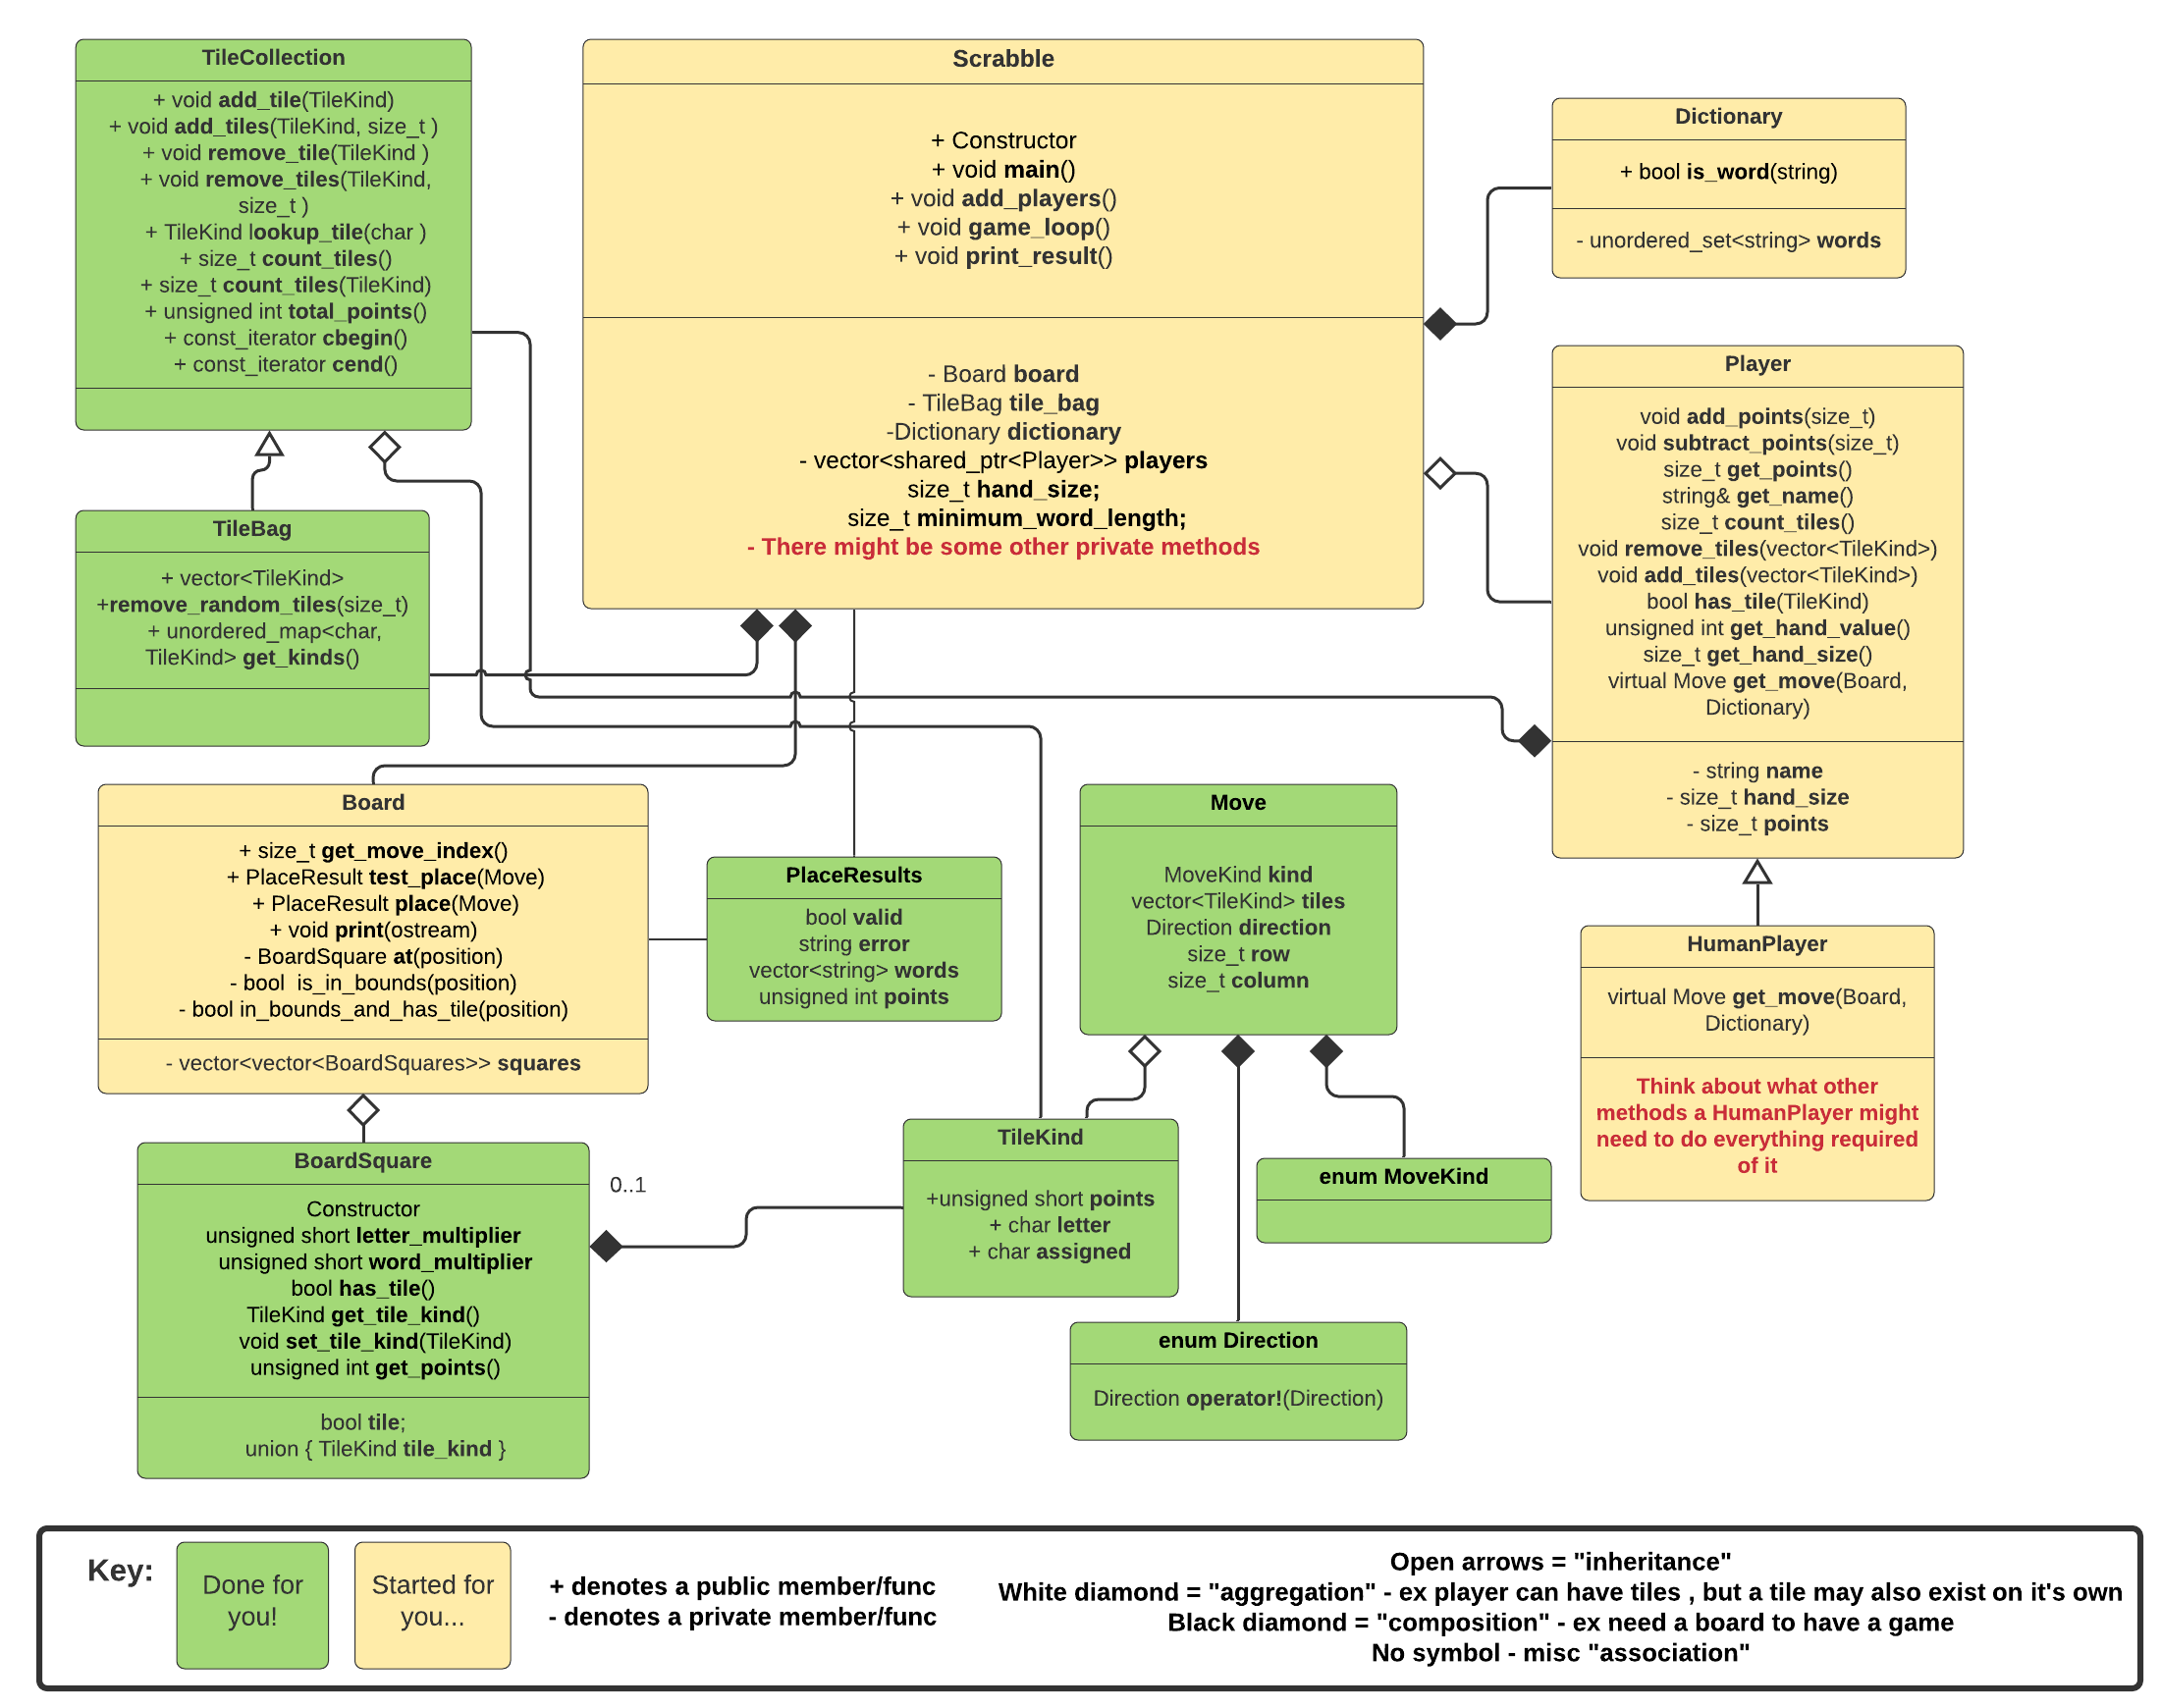 TileCollection
+ void add_tile(TileKind)
+ void add_tiles(TileKind, size_t )
+ void remove_tile(TileKind )
+ void remove_tiles(TileKind,
size_t )
+ TileKind lookup_tile(char )
+ size_t count_tiles()
+ size_t count_tiles(TileKind)
+ unsigned int total_points()
+ const_iterator cbegin()
+ const_iterator cend()
Scrabble
+ Constructor
+ void main()
+ void add_players()
+ void game_loop()
+ void print_result()
- Board board
- TileBag tile_bag
-Dictionary dictionary
- vector<shared_ptr<Player>> players
size_t hand_size;
size_t minimum_word_length;
- There might be some other private methods
Dictionary
+ bool is_word(string)
- unordered_set<string> words
Player
void add_points(size_t)
void subtract_points(size_t)
size_t get_points()
string& get_name()
size_t count_tiles()
void remove_tiles(vector<TileKind>)
void add_tiles(vector<TileKind>)
bool has_tile(TileKind)
unsigned int get_hand_value()
size_t get_hand_size()
virtual Move get_move(Board,
Dictionary)
- string name
- size_t hand_size
- size_t points
TileBag
+ vector<TileKind>
+remove_random_tiles(size_t)
+ unordered_map<char,
TileKind> get_kinds()
Board
+ size_t get_move_index()
+ PlaceResult test_place(Move)
+ PlaceResult place(Move)
+ void print(ostream)
- BoardSquare at(position)
- bool  is_in_bounds(position)
- bool in_bounds_and_has_tile(position)
- vector<vector<BoardSquares>> squares
PlaceResults
bool valid
string error
vector<string> words
unsigned int points
Move
MoveKind kind
vector<TileKind> tiles
Direction direction
size_t row
size_t column
HumanPlayer
virtual Move get_move(Board,
Dictionary)
Think about what other
methods a HumanPlayer might
need to do everything required
of it
BoardSquare
Constructor
unsigned short letter_multiplier
unsigned short word_multiplier
bool has_tile()
TileKind get_tile_kind()
void set_tile_kind(TileKind)
unsigned int get_points()
bool tile;
union { TileKind tile_kind }
0..1
TileKind
+unsigned short points
+ char letter
+ char assigned
enum MoveKind
enum Direction
Direction operator!(Direction)
Key:
Done for
you!
Started for
you...
+ denotes a public member/func
- denotes a private member/func
Open arrows = "inheritance"
White diamond = "aggregation" - ex player can have tiles , but a tile may also exist on it's own
Black diamond = "composition" - ex need a board to have a game
No symbol - misc "association"